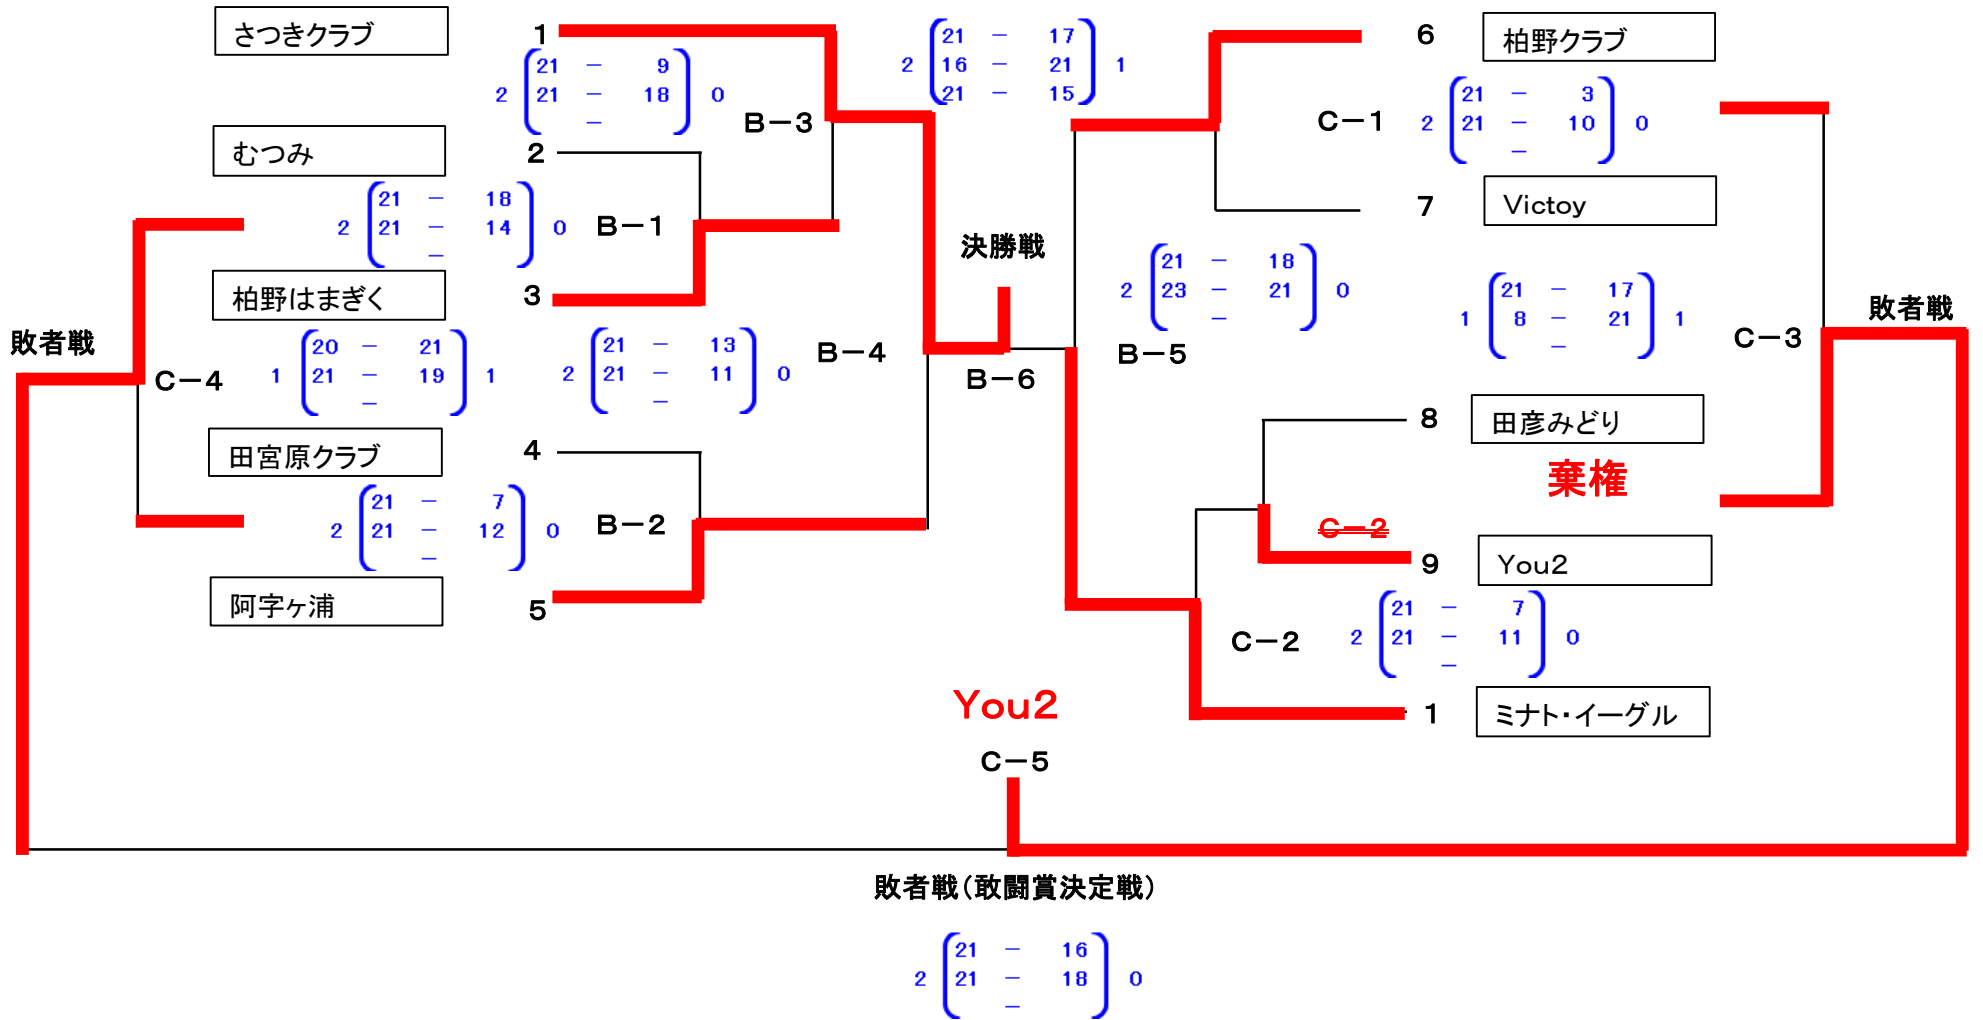 さつきクラブ
1
2 21 － 9 0
21 － 18
－
B－3
むつみ
2
2 21 － 18 0
21 － 14
－
B－1
柏野はまぎく
3
敗者戦
C－4
1 20 － 21 1
21 － 19
－
2 21 － 13 0
21 － 11
－
B－4
田宮原クラブ
4
2 21 － 7 0
21 － 12
－
B－2
阿字ヶ浦
5
2 21 － 17 1
16 － 21
21 － 15
決勝戦
B－6
6
柏野クラブ
C－1
2 21 － 3 0
21 － 10
－
7
Victoy
2 21 － 18 0
23 － 21
－
B－5
1 21 － 17 1
8 － 21
－
C－3
敗者戦
8
田彦みどり
棄権
C－2
9
You2
C－2
2 21 － 7 0
21 － 11
－
1
ミナト・イーグル
You2
C－5
敗者戦（敢闘賞決定戦）
2 21 － 16 0
21 － 18
－